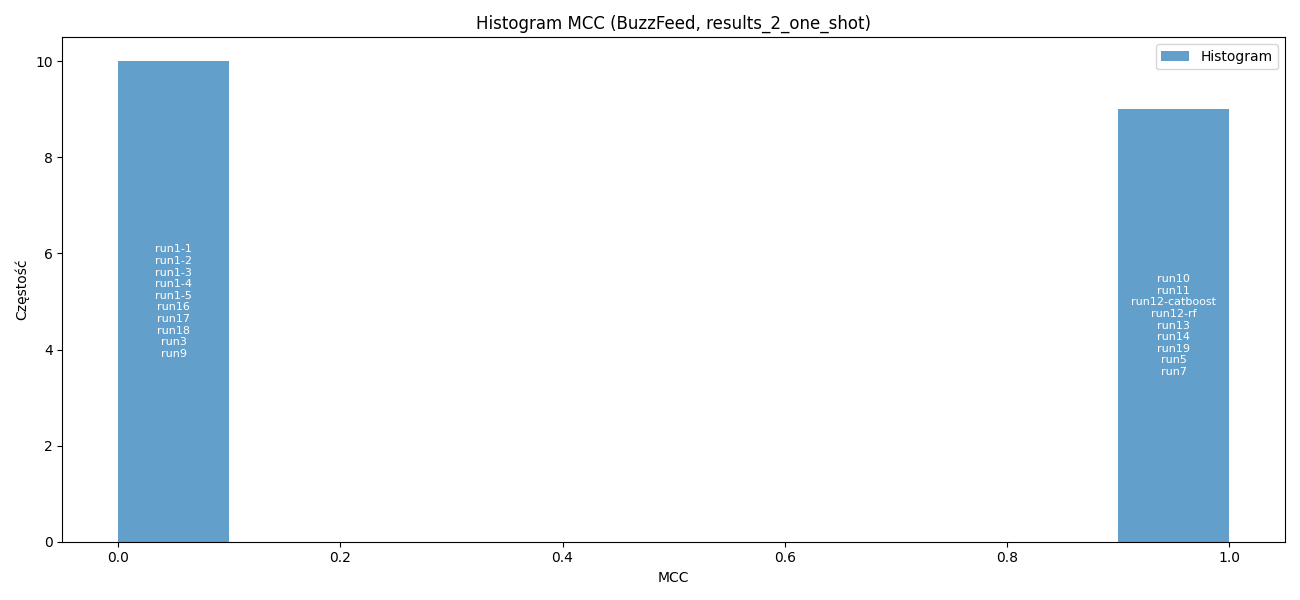 Histogram MCC (BuzzFeed, results_2_one_shot)
Histogram
Częstość
10
8
6
4
2
0
run1-1
run1-2
run1-3
run1-4
run1-5
run16
run17
run18
run3
run9
run10
run11
run12-catboost
run12-rf
run13
run14
run19
run5
run7
0.0
0.2
0.4
0.6
0.8
1.0
MCC